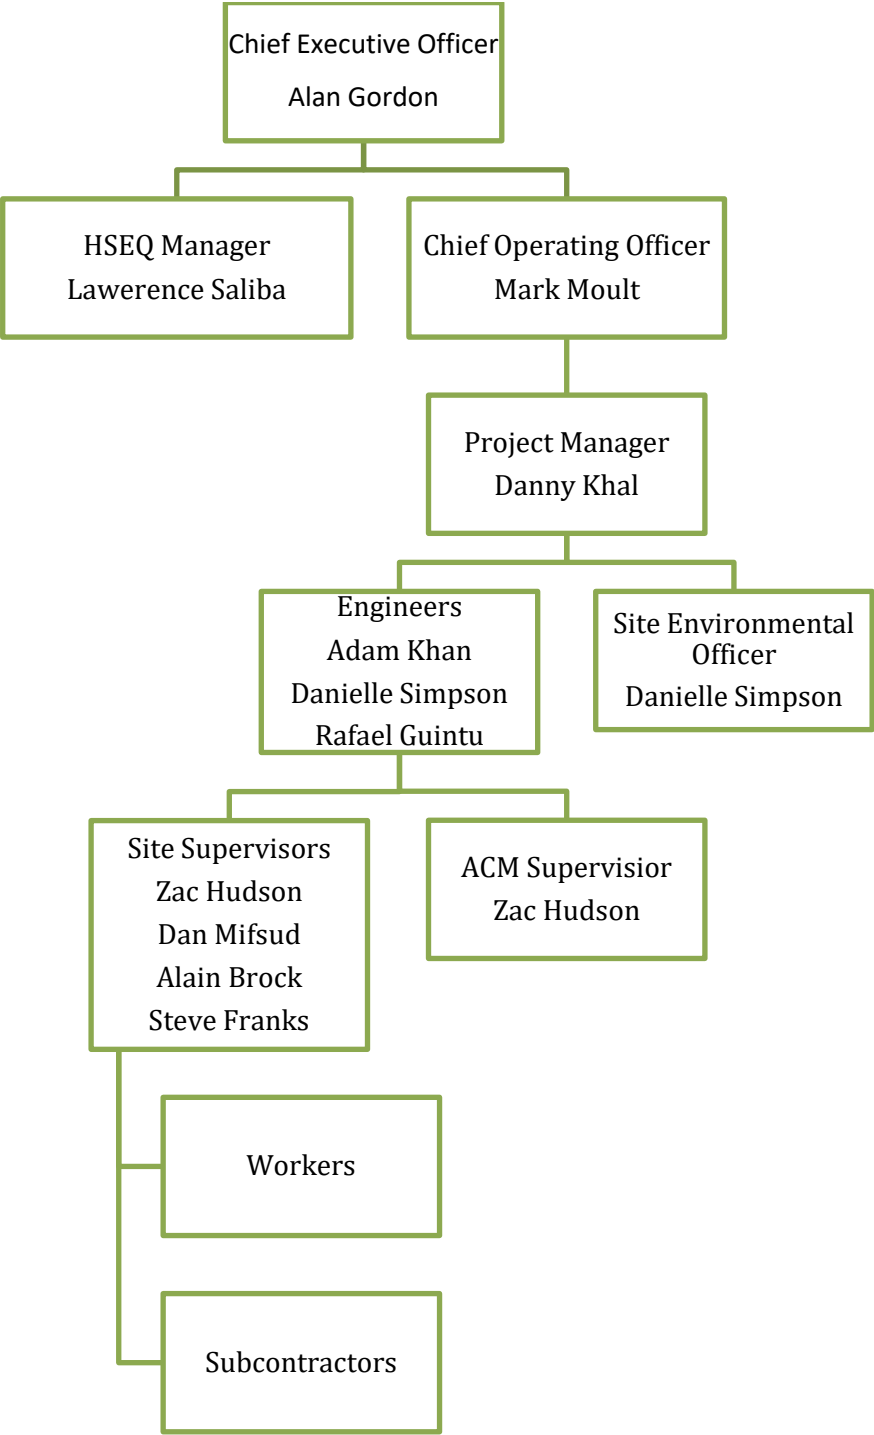 Chief Executive Officer
Alan Gordon
HSEQ Manager
Lawerence Saliba
Chief Operating Officer
Mark Moult
Project Manager
Danny Khal
Engineers
Adam Khan
Danielle Simpson
Rafael Guintu
Site Environmental
Officer
Danielle Simpson
Site Supervisors
Zac Hudson
Dan Mifsud
Alain Brock
Steve Franks
ACM Supervisior
Zac Hudson
Workers
Subcontractors